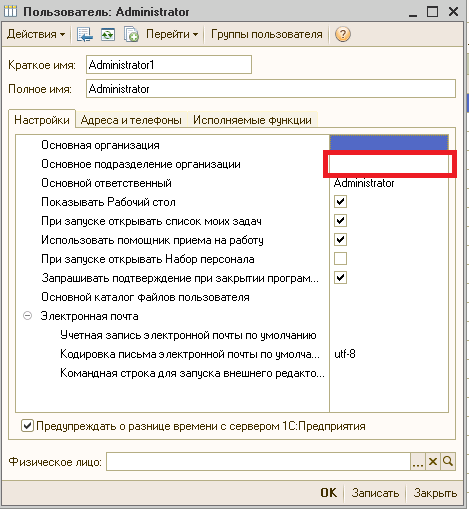 Пользователь: Administrator
Действия Перейти Группы пользователя ?
Краткое имя: Administrator1
Полное имя: Administrator
Настройки Адреса и телефоны Исполняемые функции
Основная организация
Основное подразделение организации
Основной ответственный Administrator
Показывать Рабочий стол
При запуске открывать список моих задач
Использовать помощник приема на работу
При запуске открывать Набор персонала
Запрашивать подтверждение при закрытии програм...
Основной каталог файлов пользователя
Электронная почта
Учетная запись электронной почты по умолчанию
Кодировка письма электронной почты по умолча... utf-8
Командная строка для запуска внешнего редакто...
Предупреждать о разнице времени с сервером 1С:Предприятия
Физическое лицо: ...
OK Записать Закрыть